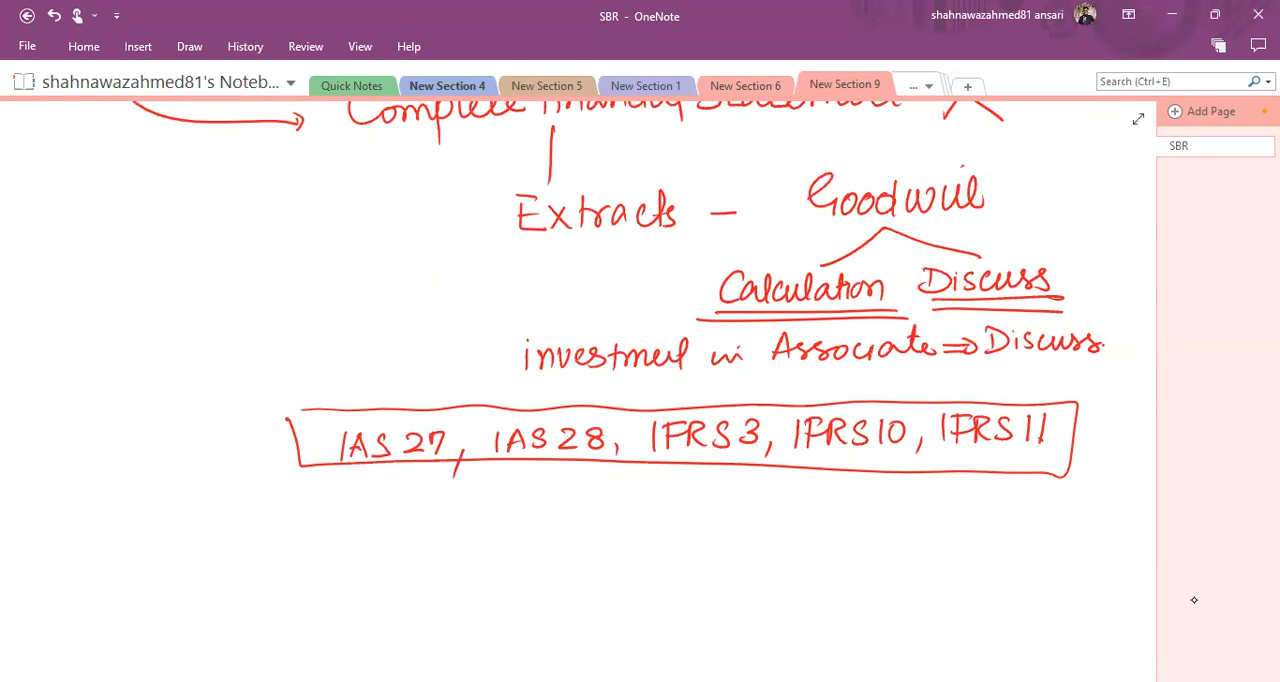 SBR - OneNote
shahnawazahmed81 ansari
File Home Insert Draw History Review View Help
shahnawazahmed81's Noteb...
Quick Notes New Section 4 New Section 5 New Section 1 New Section 6 New Section 9 ...
Search (Ctrl+E)
Add Page
SBR
Complete
Extracts - Goodwill
Calculation Discuss
investment in Associate ⇒ Discuss.
IAS 27, IAS 28, IFRS 3, IFRS 10, IFRS 11